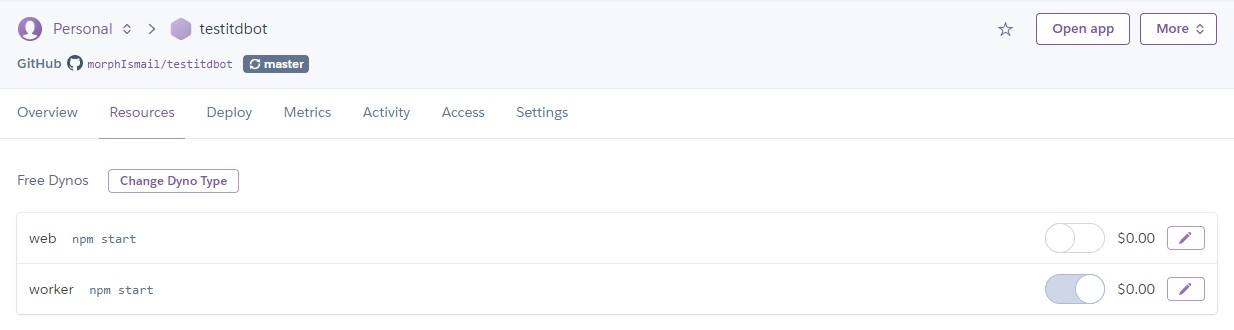 Personal > testitdbot
Open app
More
GitHub morphIsmail/testitdbot master
Overview Resources Deploy Metrics Activity Access Settings
Free Dynos Change Dyno Type
web npm start $0.00
worker npm start $0.00